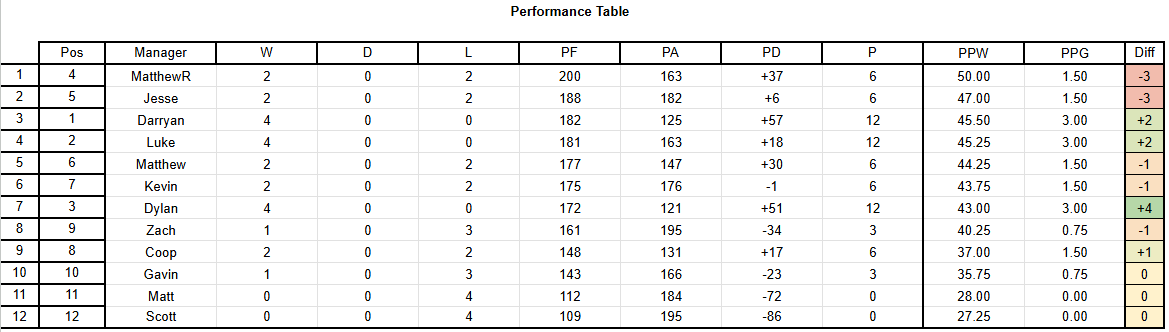 Performance Table
Pos Manager W D L PF PA PD P PPW PPG Diff
1 4 MatthewR 2 0 2 200 163 +37 6 50.00 1.50 -3
2 5 Jesse 2 0 2 188 182 +6 6 47.00 1.50 -3
3 1 Darryan 4 0 0 182 125 +57 12 45.50 3.00 +2
4 2 Luke 4 0 0 181 163 +18 12 45.25 3.00 +2
5 6 Matthew 2 0 2 177 147 +30 6 44.25 1.50 -1
6 7 Kevin 2 0 2 175 176 -1 6 43.75 1.50 -1
7 3 Dylan 4 0 0 172 121 +51 12 43.00 3.00 +4
8 9 Zach 1 0 3 161 195 -34 3 40.25 0.75 -1
9 8 Coop 2 0 2 148 131 +17 6 37.00 1.50 +1
10 10 Gavin 1 0 3 143 166 -23 3 35.75 0.75 0
11 11 Matt 0 0 4 112 184 -72 0 28.00 0.00 0
12 12 Scott 0 0 4 109 195 -86 0 27.25 0.00 0